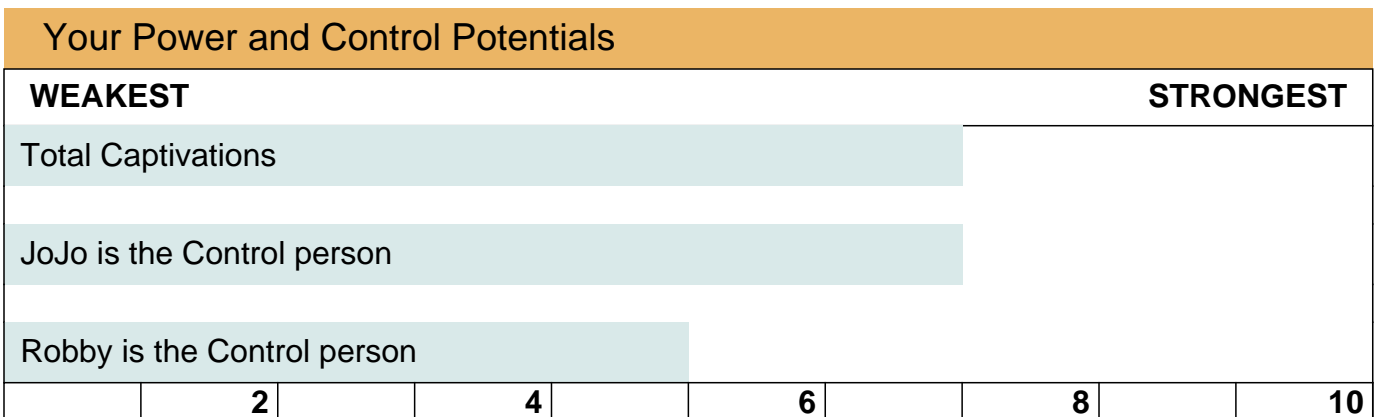 Your Power and Control Potentials
WEAKEST STRONGEST
Total Captivations
JoJo is the Control person
Robby is the Control person
2 4 6 8 10